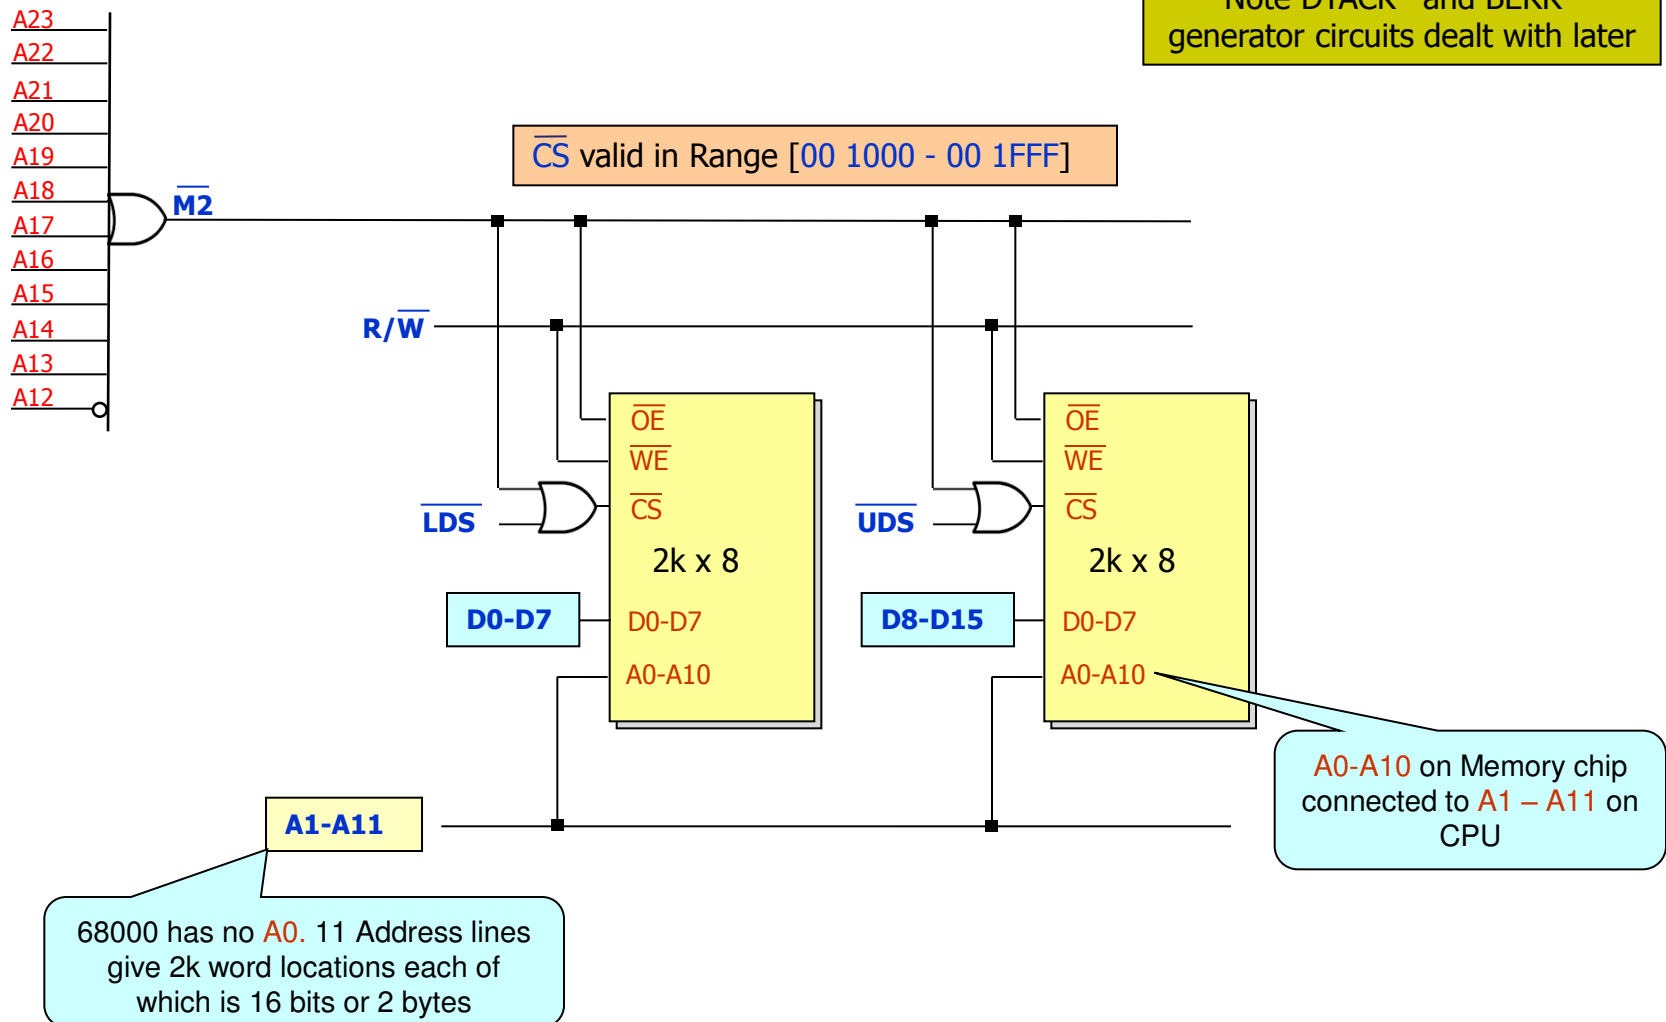 Note DTACK and BERR
generator circuits dealt with later
A23
A22
A21
A20
A19
A18
A17
A16
A15
A14
A13
A12
M2
CS valid in Range [00 1000 - 00 1FFF]
R/W
OE
WE
CS
2k x 8
D0-D7
A0-A10
LDS
D0-D7
OE
WE
CS
2k x 8
D0-D7
A0-A10
UDS
D8-D15
A1-A11
A0-A10 on Memory chip
connected to A1 – A11 on
CPU
68000 has no A0. 11 Address lines
give 2k word locations each of
which is 16 bits or 2 bytes